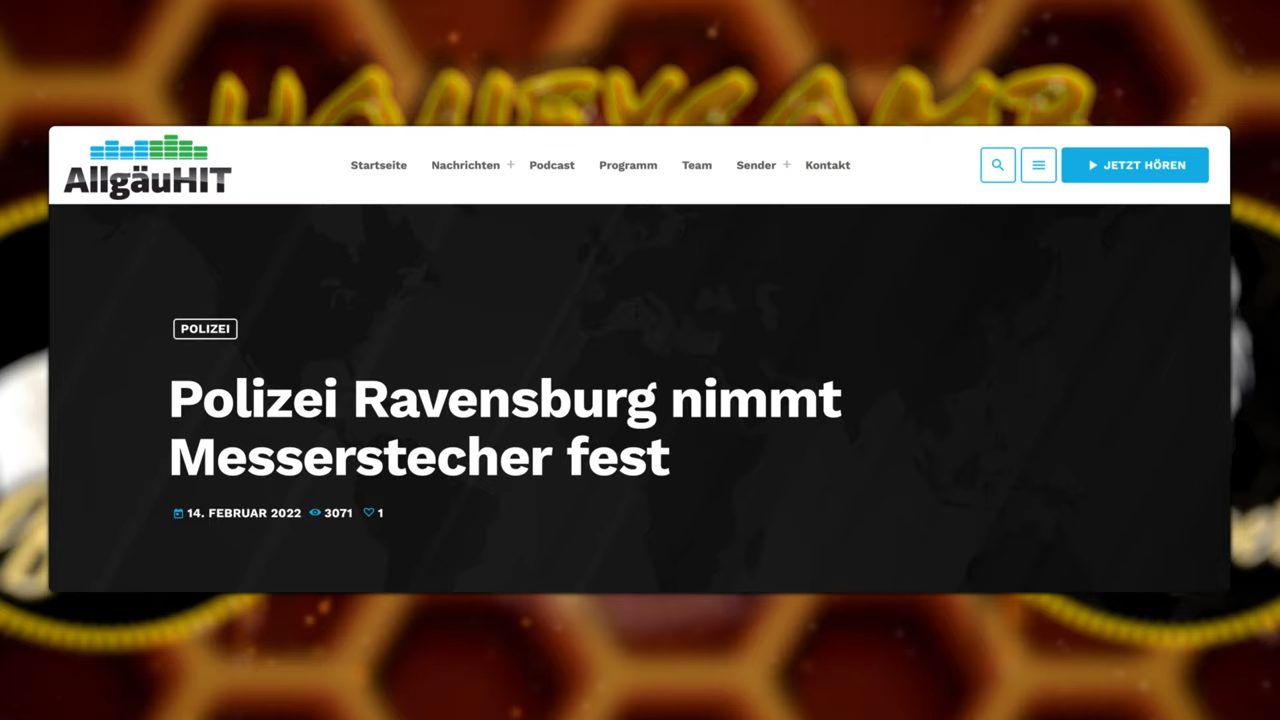 HONEYCOMB
AllgäuHIT
Startseite
Nachrichten +
Podcast
Programm
Team
Sender +
Kontakt
JETZT HÖREN
POLIZEI
Polizei Ravensburg nimmt
Messerstecher fest
14. FEBRUAR 2022 3071 1